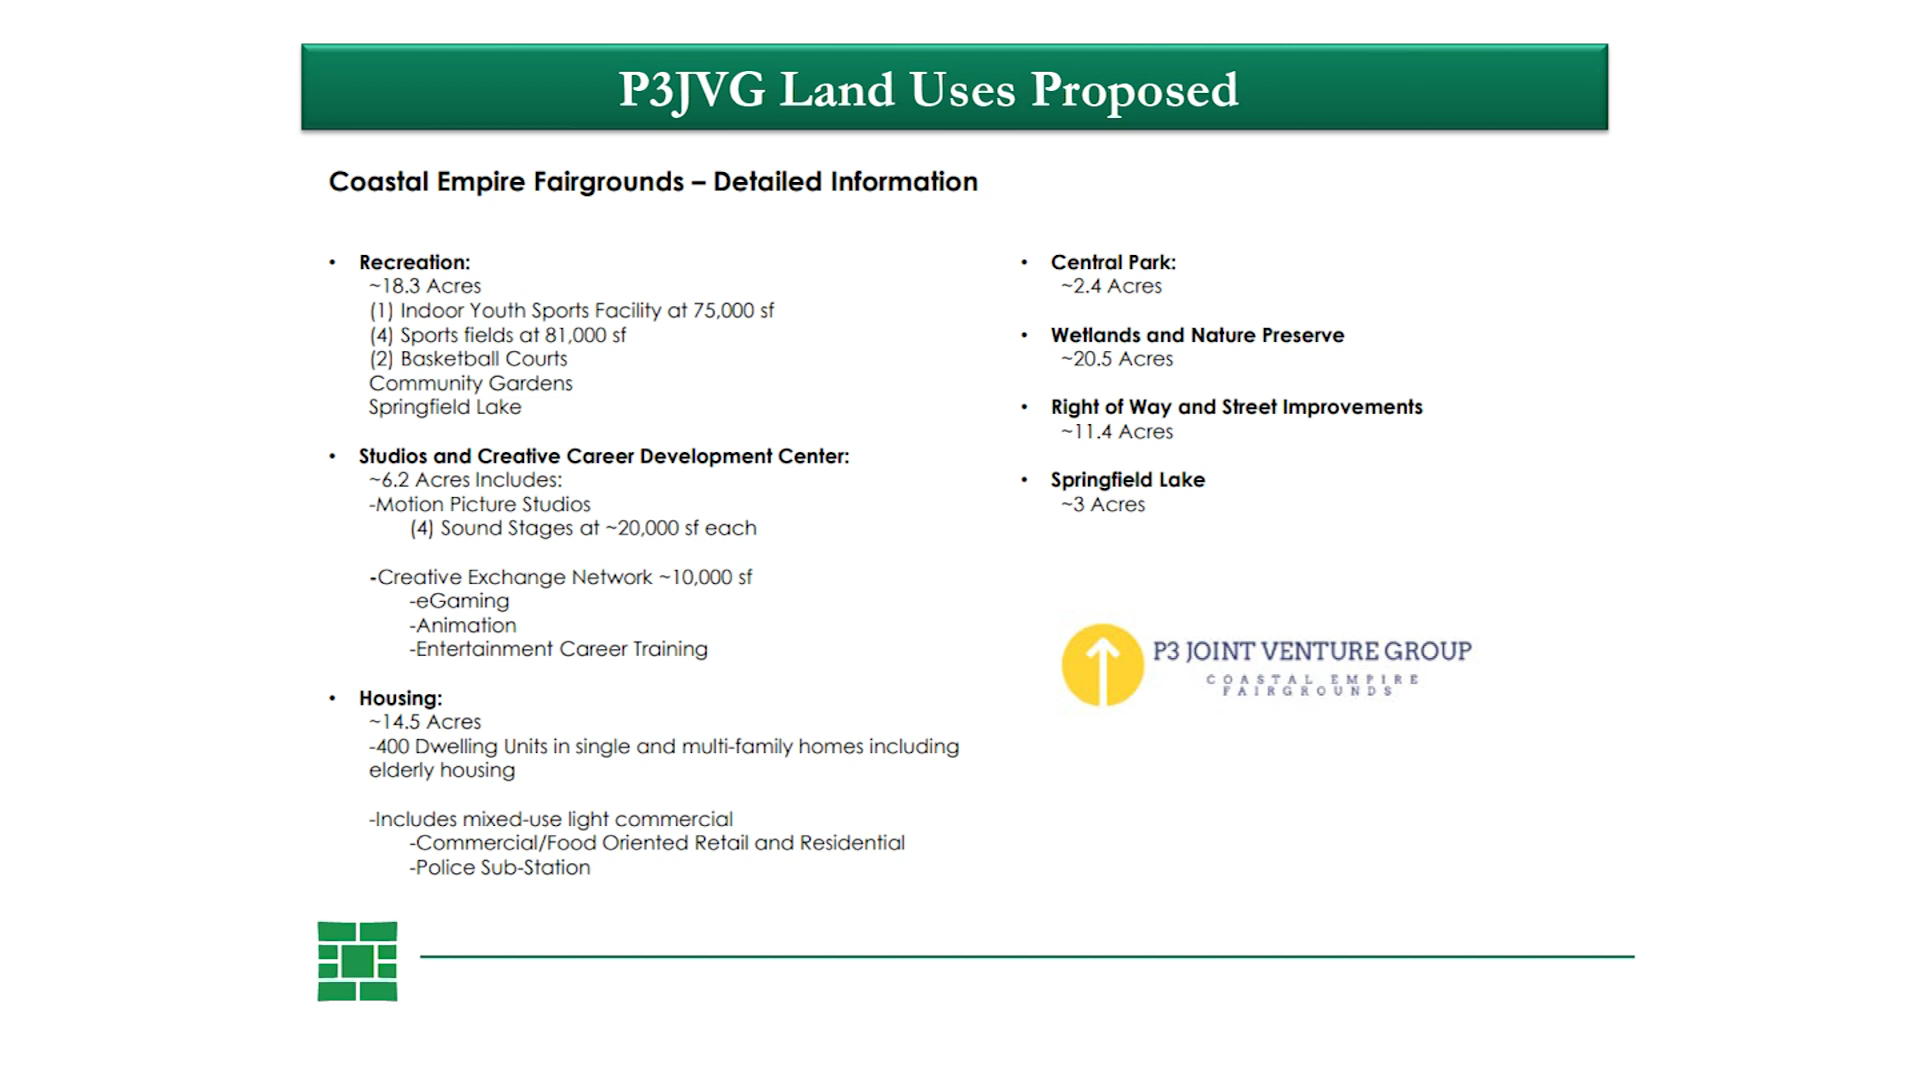 P3JVG Land Uses Proposed
Coastal Empire Fairgrounds – Detailed Information
• Recreation:
~18.3 Acres
(1) Indoor Youth Sports Facility at 75,000 sf
(4) Sports fields at 81,000 sf
(2) Basketball Courts
Community Gardens
Springfield Lake
• Studios and Creative Career Development Center:
~6.2 Acres Includes:
-Motion Picture Studios
(4) Sound Stages at ~20,000 sf each
-Creative Exchange Network ~10,000 sf
-eGaming
-Animation
-Entertainment Career Training
• Housing:
~14.5 Acres
-400 Dwelling Units in single and multi-family homes including
elderly housing
-Includes mixed-use light commercial
-Commercial/Food Oriented Retail and Residential
-Police Sub-Station
• Central Park:
~2.4 Acres
• Wetlands and Nature Preserve
~20.5 Acres
• Right of Way and Street Improvements
~11.4 Acres
• Springfield Lake
~3 Acres
P3 JOINT VENTURE GROUP
COASTAL EMPIRE
FAIRGROUNDS